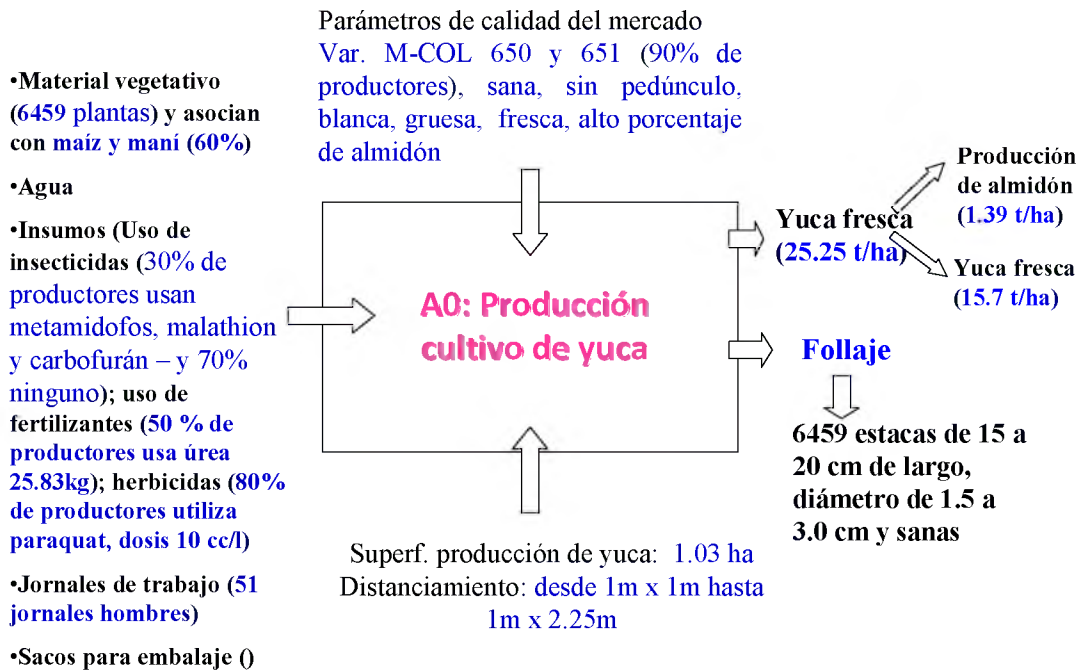 •Material vegetativo
(6459 plantas) y asocian
con maíz y maní (60%)
•Agua
•Insumos (Uso de
insecticidas (30% de
productores usan
metamidofos, malathion
y carbofurán – y 70%
ninguno); uso de
fertilizantes (50 % de
productores usa úrea
25.83kg); herbicidas (80%
de productores utiliza
paraquat, dosis 10 cc/l)
•Jornales de trabajo (51
jornales hombres)
•Sacos para embalaje ()
Parámetros de calidad del mercado
Var. M-COL 650 y 651 (90% de
productores), sana, sin pedúnculo,
blanca, gruesa, fresca, alto porcentaje
de almidón
A0: Producción
cultivo de yuca
Superf. producción de yuca: 1.03 ha
Distanciamiento: desde 1m x 1m hasta
1m x 2.25m
Yuca fresca
(25.25 t/ha)
Producción
de almidón
(1.39 t/ha)
Yuca fresca
(15.7 t/ha)
Follaje
6459 estacas de 15 a
20 cm de largo,
diámetro de 1.5 a
3.0 cm y sanas